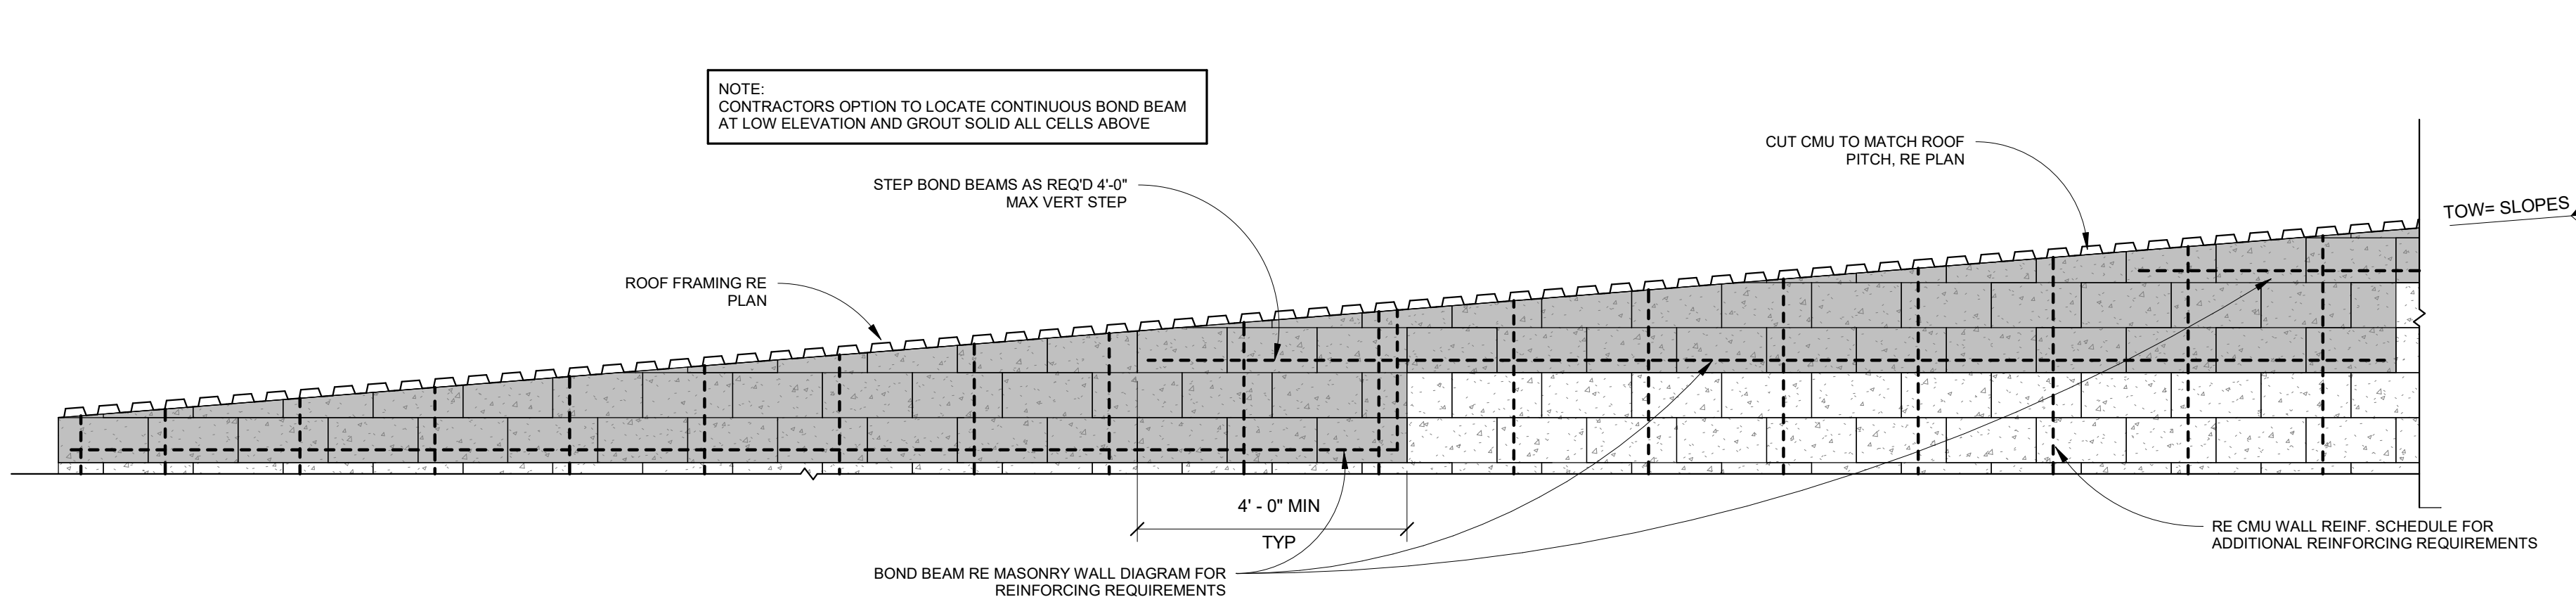 NOTE:
CONTRACTORS OPTION TO LOCATE CONTINUOUS BOND BEAM
AT LOW ELEVATION AND GROUT SOLID ALL CELLS ABOVE
CUT CMU TO MATCH ROOF
PITCH, RE PLAN
STEP BOND BEAMS AS REQ'D 4'-0"
MAX VERT STEP
TOW= SLOPES
ROOF FRAMING RE
PLAN
4' - 0" MIN
TYP
RE CMU WALL REINF. SCHEDULE FOR
ADDITIONAL REINFORCING REQUIREMENTS
BOND BEAM RE MASONRY WALL DIAGRAM FOR
REINFORCING REQUIREMENTS